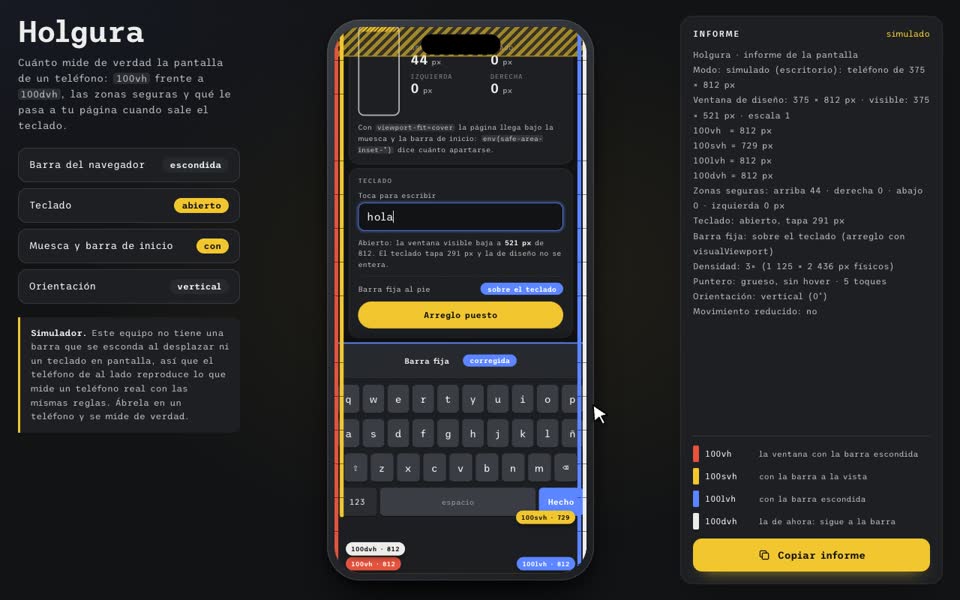 Holgura
Cuánto mide de verdad la pantalla
de un teléfono: 100vh frente a
100dvh, las zonas seguras y qué le
pasa a tu página cuando sale el
teclado.
Barra del navegador escondida
Teclado abierto
Muesca y barra de inicio con
Orientación vertical
Simulador. Este equipo no tiene una
barra que se esconda al desplazar ni
un teclado en pantalla, así que el
teléfono de al lado reproduce lo que
mide un teléfono real con las
mismas reglas. Ábrela en un
teléfono y se mide de verdad.
44 px 0 px
IZQUIERDA DERECHA
0 px 0 px
Con viewport-fit=cover la página llega bajo la
muesca y la barra de inicio: env(safe-area-
inset-*) dice cuánto apartarse.
TECLADO
Toca para escribir
hola
Abierto: la ventana visible baja a 521 px de
812. El teclado tapa 291 px y la de diseño no se
entera.
Barra fija al pie sobre el teclado
Arreglo puesto
Barra fija corregida
q w e r t y u i o p
a s d f g h j k l ñ
⇧ z x c v b n m ⌫
123 espacio Hecho
100svh · 729
100dvh · 812
100vh · 812 100lvh · 812
INFORME simulado
Holgura · informe de la pantalla
Modo: simulado (escritorio): teléfono de 375
× 812 px
Ventana de diseño: 375 × 812 px · visible: 375
× 521 px · escala 1
100vh = 812 px
100svh = 729 px
100lvh = 812 px
100dvh = 812 px
Zonas seguras: arriba 44 · derecha 0 · abajo
0 · izquierda 0 px
Teclado: abierto, tapa 291 px
Barra fija: sobre el teclado (arreglo con
visualViewport)
Densidad: 3× (1 125 × 2 436 px físicos)
Puntero: grueso, sin hover · 5 toques
Orientación: vertical (0°)
Movimiento reducido: no
100vh la ventana con la barra escondida
100svh con la barra a la vista
100lvh con la barra escondida
100dvh la de ahora: sigue a la barra
Copiar informe